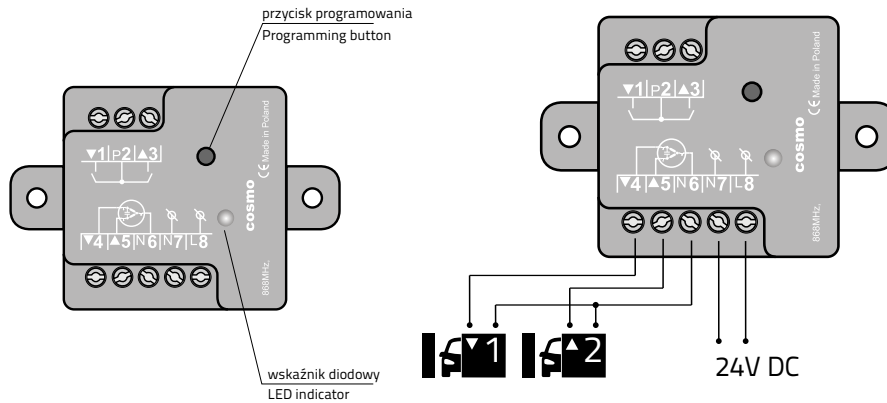 przycisk programowania
Programming button
▼1|P2|▲3
CE Made in Poland
cosmo
▼4|▲5|N6|N7|L8
868MHz.
wskaźnik diodowy
LED indicator
▼1|P2|▲3
CE Made in Poland
cosmo
▼4|▲5|N6|N7|L8
868MHz.
▼1
▲2
24V DC